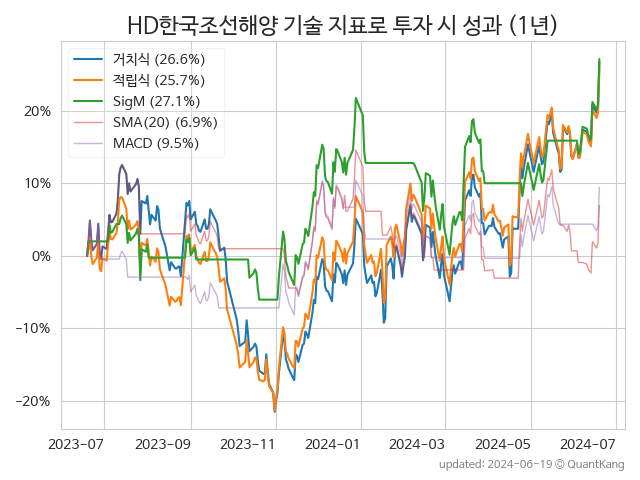 HD한국조선해양 기술 지표로 투자 시 성과 (1년)
거치식 (26.6%)
적립식 (25.7%)
SigM (27.1%)
SMA(20) (6.9%)
MACD (9.5%)
20%
10%
0%
−10%
−20%
2023-07 2023-09 2023-11 2024-01 2024-03 2024-05 2024-07
updated: 2024-06-19 © QuantKang